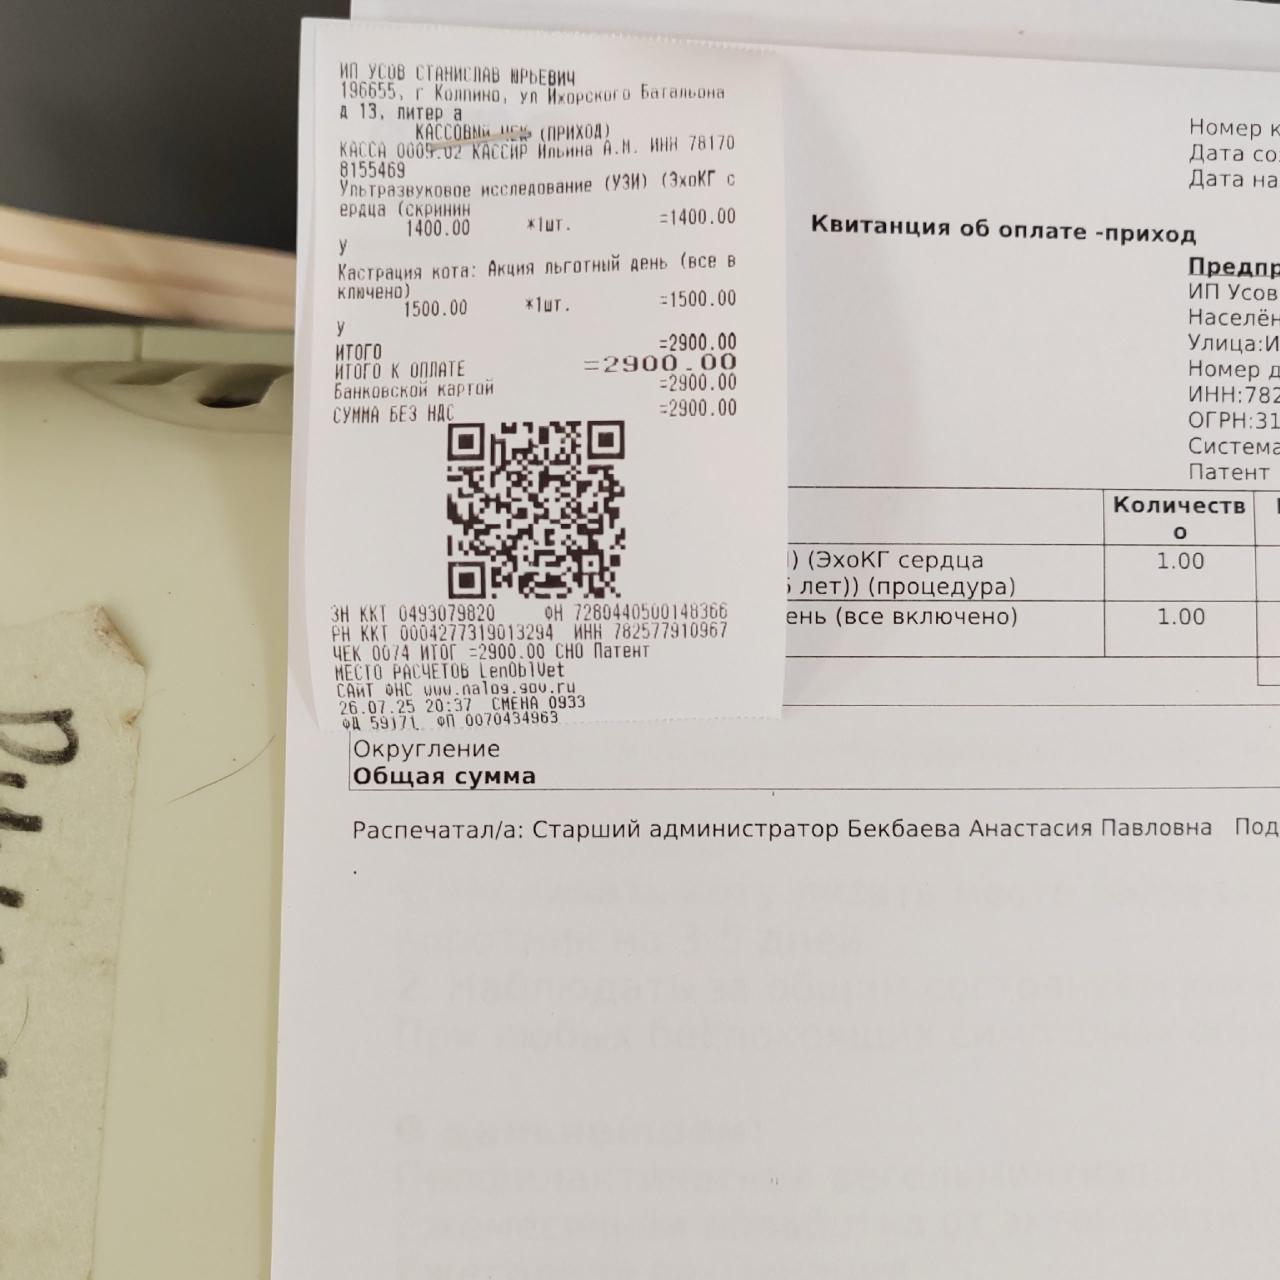 ИП УСОВ СТАНИСЛАВ ЮРЬЕВИЧ
196655, г Колпино, ул Ижорского Батальона
д 13, литер а
КАССОВЫЙ ЧЕК (ПРИХОД)
КАССА 0009.02 КАССИР Ильина А.М. ИНН 78170
8155469
Ультразвуковое исследование (УЗИ) (ЭхоКГ с
ердца (скринин
1400.00 *1шт. =1400.00
у
Кастрация кота: Акция льготный день (все в
ключено)
1500.00 *1шт. =1500.00
у
ИТОГО =2900.00
ИТОГО К ОПЛАТЕ =2900.00
Банковской картой =2900.00
СУММА БЕЗ НДС =2900.00
ЗН ККТ 0493079820 ФН 7280440500148366
РН ККТ 0004277319013294 ИНН 782577910967
ЧЕК 0074 ИТОГ =2900.00 СНО Патент
МЕСТО РАСЧЕТОВ LenOblVet
САЙТ ФНС www.nalog.gov.ru
26.07.25 20:37 СМЕНА 0933
ФД 59171 ФП 0070434963
Номер к
Дата со
Дата на
Квитанция об оплате -приход
Предпр
ИП Усов
Населён
Улица:И
Номер д
ИНН:782
ОГРН:31
Система
Патент
Количеств
о
) (ЭхоКГ сердца 1.00
лет)) (процедура)
ень (все включено) 1.00
Округление
Общая сумма
Распечатал/а: Старший администратор Бекбаева Анастасия Павловна Под